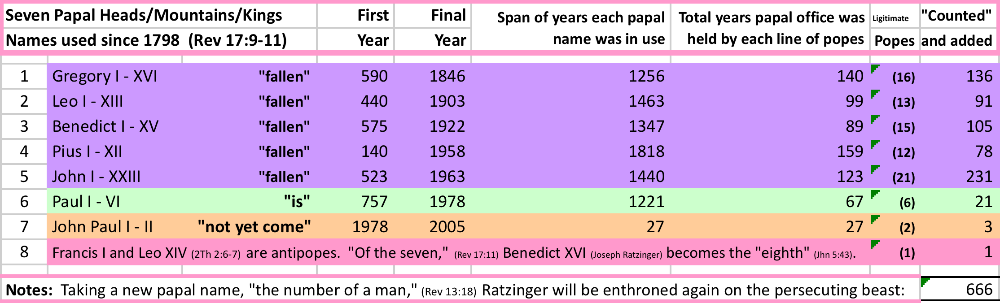 Seven Papal Heads/Mountains/Kings First Final Span of years each papal Total years papal office was Ligitimate "Counted"
Names used since 1798 (Rev 17:9-11) Year Year name was in use held by each line of popes Popes and added
1 Gregory I - XVI "fallen" 590 1846 1256 140 (16) 136
2 Leo I - XIII "fallen" 440 1903 1463 99 (13) 91
3 Benedict I - XV "fallen" 575 1922 1347 89 (15) 105
4 Pius I - XII "fallen" 140 1958 1818 159 (12) 78
5 John I - XXIII "fallen" 523 1963 1440 123 (21) 231
6 Paul I - VI "is" 757 1978 1221 67 (6) 21
7 John Paul I - II "not yet come" 1978 2005 27 27 (2) 3
8 Francis I and Leo XIV (2Th 2:6-7) are antipopes. "Of the seven," (Rev 17:11) Benedict XVI (Joseph Ratzinger) becomes the "eighth" (Jhn 5:43). (1) 1
Notes: Taking a new papal name, "the number of a man," (Rev 13:18) Ratzinger will be enthroned again on the persecuting beast: 666